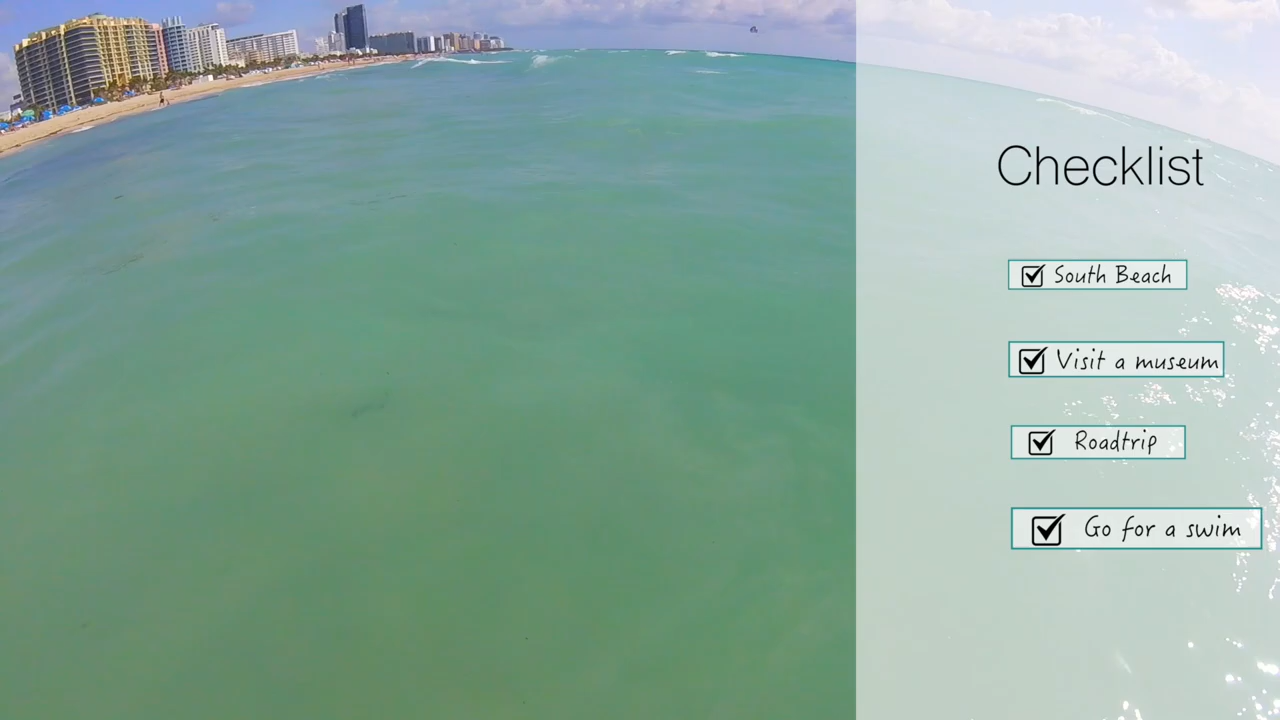 Checklist
South Beach
Visit a museum
Roadtrip
Go for a swim